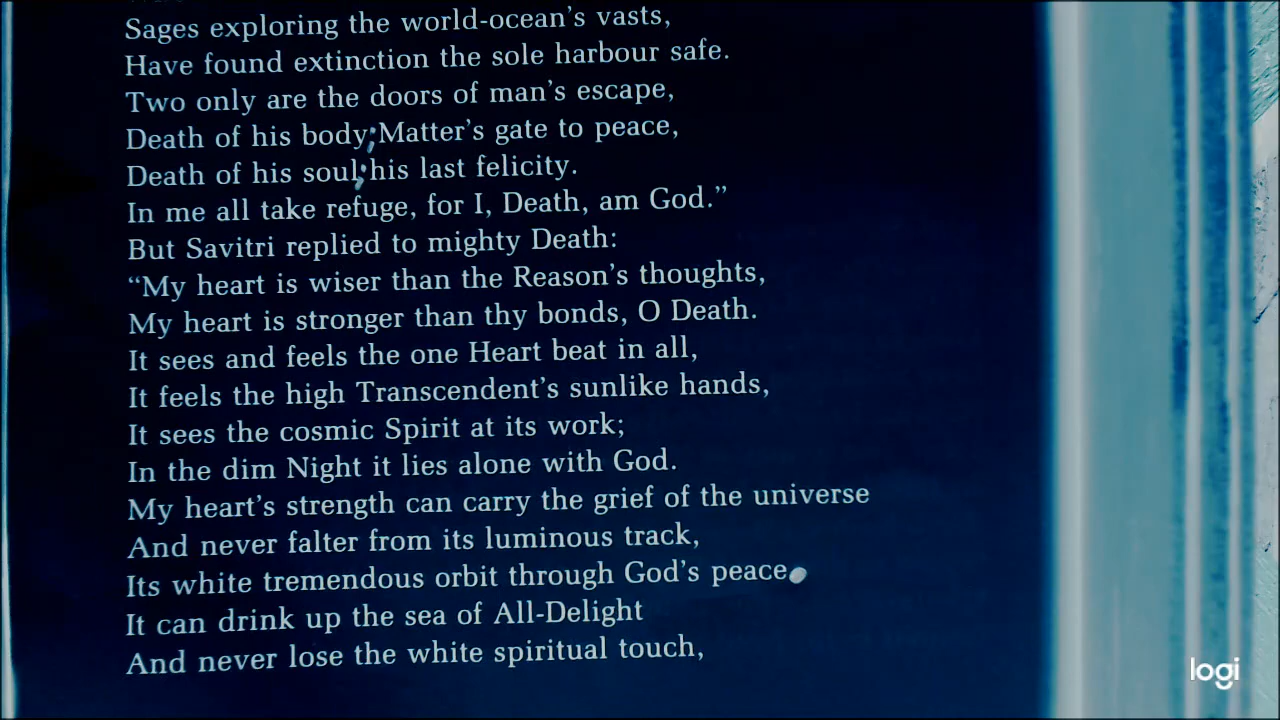 Sages exploring the world-ocean's vasts,
Have found extinction the sole harbour safe.
Two only are the doors of man's escape,
Death of his body; Matter's gate to peace,
Death of his soul; his last felicity.
In me all take refuge, for I, Death, am God.”
But Savitri replied to mighty Death:
“My heart is wiser than the Reason's thoughts,
My heart is stronger than thy bonds, O Death.
It sees and feels the one Heart beat in all,
It feels the high Transcendent's sunlike hands,
It sees the cosmic Spirit at its work;
In the dim Night it lies alone with God.
My heart's strength can carry the grief of the universe
And never falter from its luminous track,
Its white tremendous orbit through God's peace.
It can drink up the sea of All-Delight
And never lose the white spiritual touch,
logi